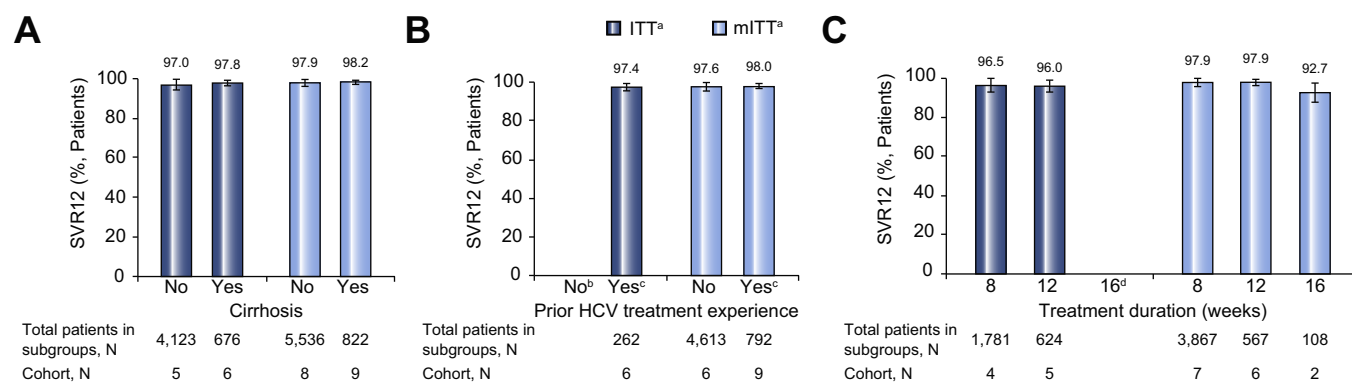 A
SVR12 (%, Patients)
100
80
60
40
20
0
97.0 97.8 97.9 98.2
No Yes No Yes
Cirrhosis
Total patients in
subgroups, N
4,123 676 5,536 822
Cohort, N 5 6 8 9
B
ITTᵃ mITTᵃ
SVR12 (%, Patients)
100
80
60
40
20
0
97.4 97.6 98.0
Noᵇ Yesᶜ No Yesᶜ
Prior HCV treatment experience
262 4,613 792
6 6 9
C
SVR12 (%, Patients)
100
80
60
40
20
0
96.5 96.0 97.9 97.9 92.7
8 12 16ᵈ 8 12 16
Treatment duration (weeks)
Total patients in
subgroups, N
1,781 624 3,867 567 108
Cohort, N 4 5 7 6 2